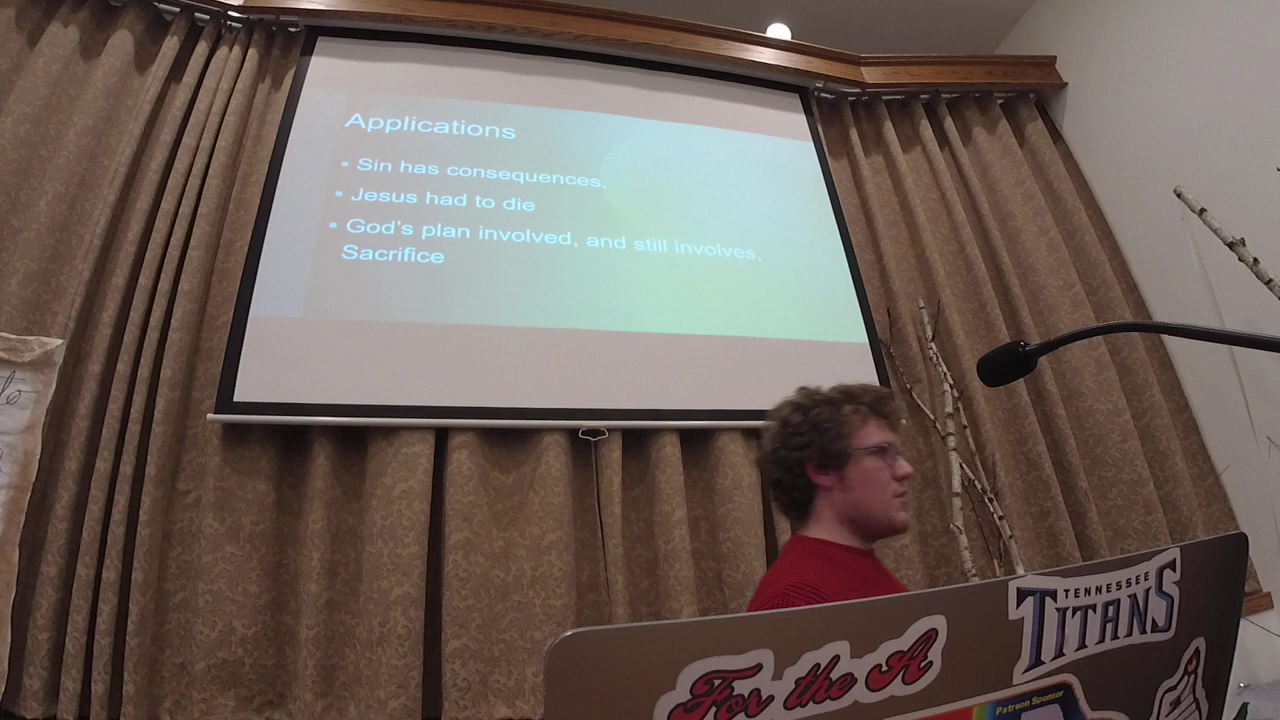 Applications
▪ Sin has consequences.
▪ Jesus had to die
▪ God's plan involved, and still involves,
Sacrifice
TENNESSEE
TITANS
For the A
Patreon Sponsor